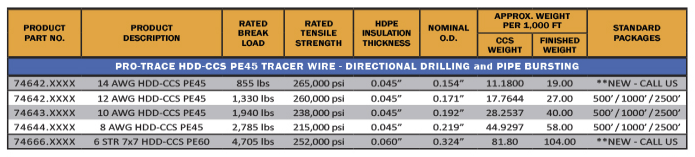 PRODUCT PART NO. PRODUCT DESCRIPTION RATED BREAK LOAD RATED TENSILE STRENGTH HDPE INSULATION THICKNESS NOMINAL O.D. APPROX. WEIGHT PER 1,000 FT STANDARD PACKAGES
CCS WEIGHT FINISHED WEIGHT
PRO-TRACE HDD-CCS PE45 TRACER WIRE - DIRECTIONAL DRILLING and PIPE BURSTING
74642.XXXX 14 AWG HDD-CCS PE45 855 lbs 265,000 psi 0.045” 0.154” 11.1800 19.00 **NEW - CALL US
74642.XXXX 12 AWG HDD-CCS PE45 1,330 lbs 260,000 psi 0.045” 0.171” 17.7644 27.00 500’ / 1000’ / 2500’
74643.XXXX 10 AWG HDD-CCS PE45 1,940 lbs 238,000 psi 0.045” 0.192” 28.2537 40.00 500’ / 1000’ / 2500’
74644.XXXX 8 AWG HDD-CCS PE45 2,785 lbs 215,000 psi 0.045” 0.219” 44.9297 58.00 500’ / 1000’ / 2500’
74666.XXXX 6 STR 7x7 HDD-CCS PE60 4,705 lbs 252,000 psi 0.060” 0.324” 81.80 104.00 **NEW - CALL US